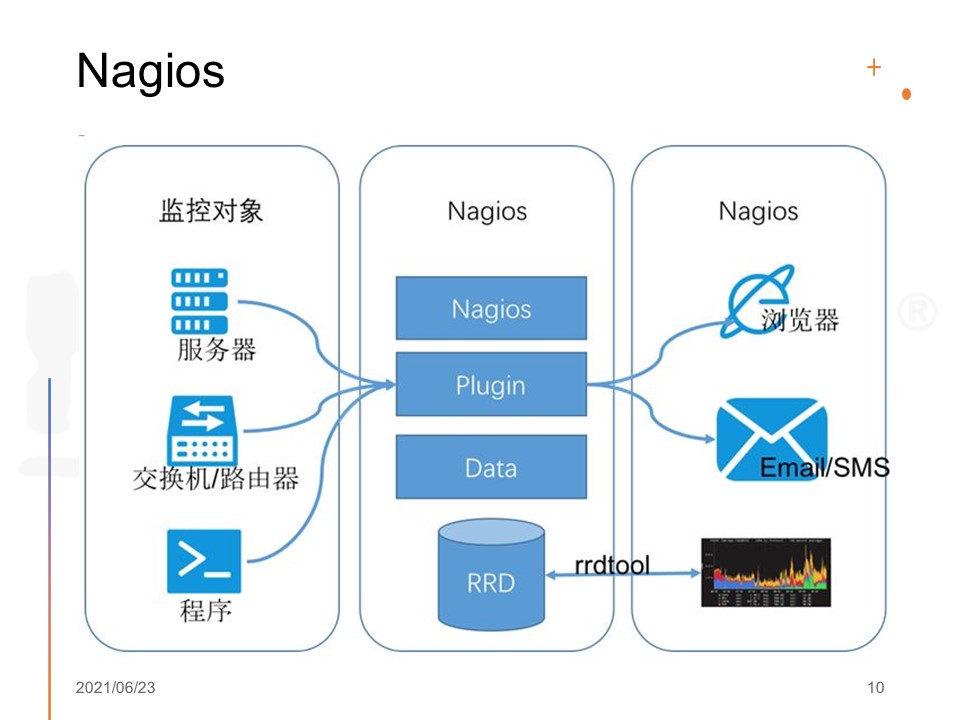 Nagios
监控对象
服务器
交换机/路由器
程序
Nagios
Nagios
Plugin
Data
RRD
rrdtool
Nagios
浏览器
Email/SMS
®
2021/06/23
10